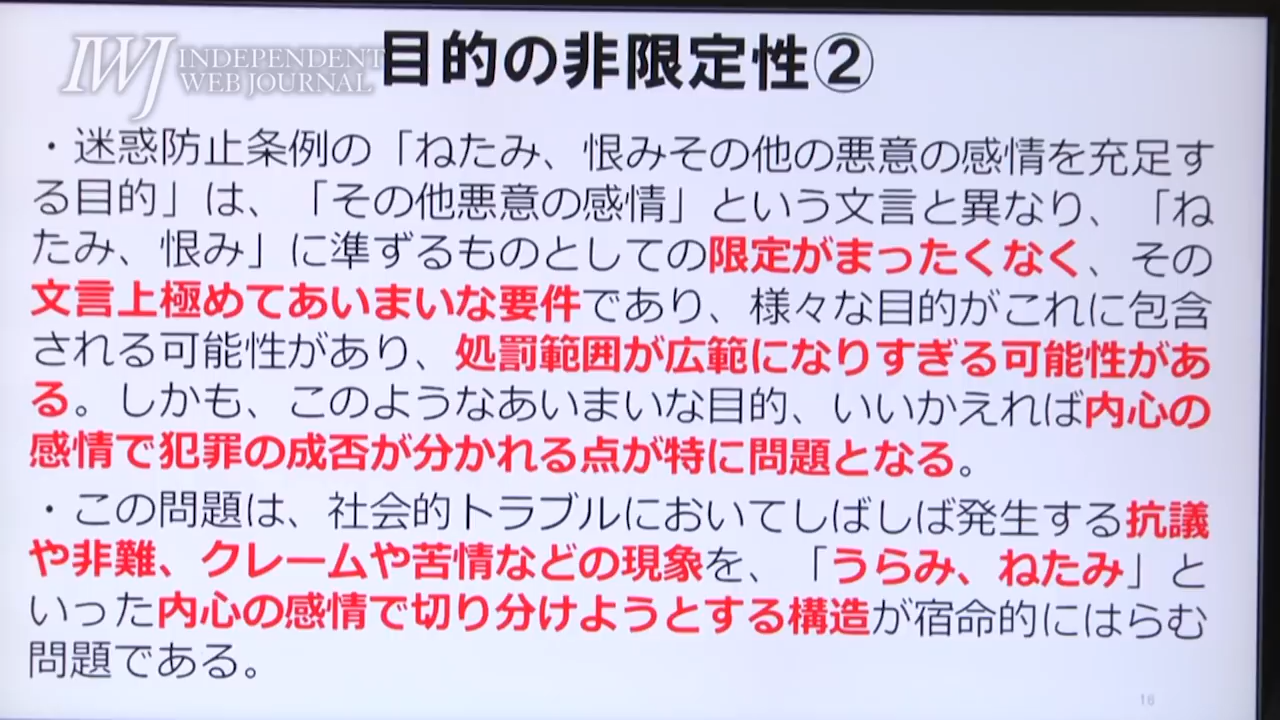 IWJ INDEPENDENT
WEB JOURNAL
目的の非限定性②
・迷惑防止条例の「ねたみ、恨みその他の悪意の感情を充足す
る目的」は、「その他悪意の感情」という文言と異なり、「ね
たみ、恨み」に準ずるものとしての限定がまったくなく、その
文言上極めてあいまいな要件であり、様々な目的がこれに包含
される可能性があり、処罰範囲が広範になりすぎる可能性があ
る。しかも、このようなあいまいな目的、いいかえれば内心の
感情で犯罪の成否が分かれる点が特に問題となる。
・この問題は、社会的トラブルにおいてしばしば発生する抗議
や非難、クレームや苦情などの現象を、「うらみ、ねたみ」と
いった内心の感情で切り分けようとする構造が宿命的にはらむ
問題である。
16